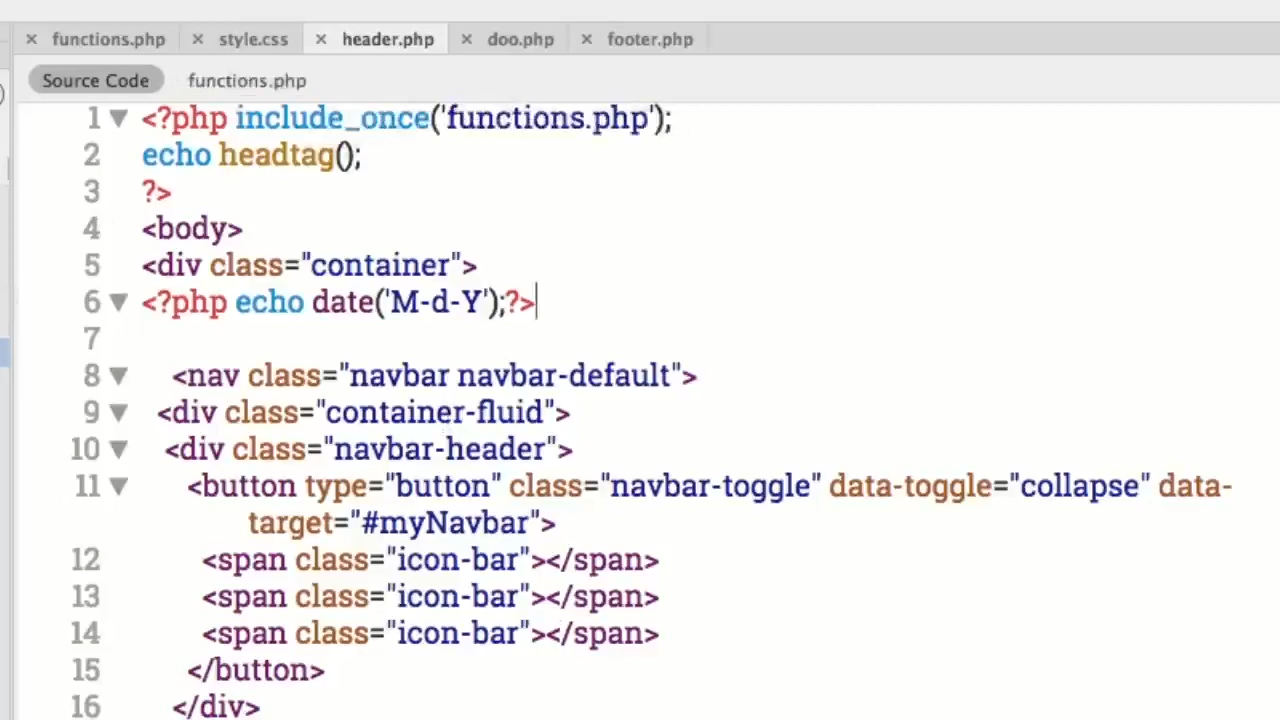 functions.php style.css header.php doo.php footer.php
Source Code functions.php
1 <?php include_once('functions.php');
2 echo headtag();
3 ?>
4 <body>
5 <div class="container">
6 <?php echo date('M-d-Y');?>
7
8 <nav class="navbar navbar-default">
9 <div class="container-fluid">
10 <div class="navbar-header">
11 <button type="button" class="navbar-toggle" data-toggle="collapse" data-
target="#myNavbar">
12 <span class="icon-bar"></span>
13 <span class="icon-bar"></span>
14 <span class="icon-bar"></span>
15 </button>
16 </div>